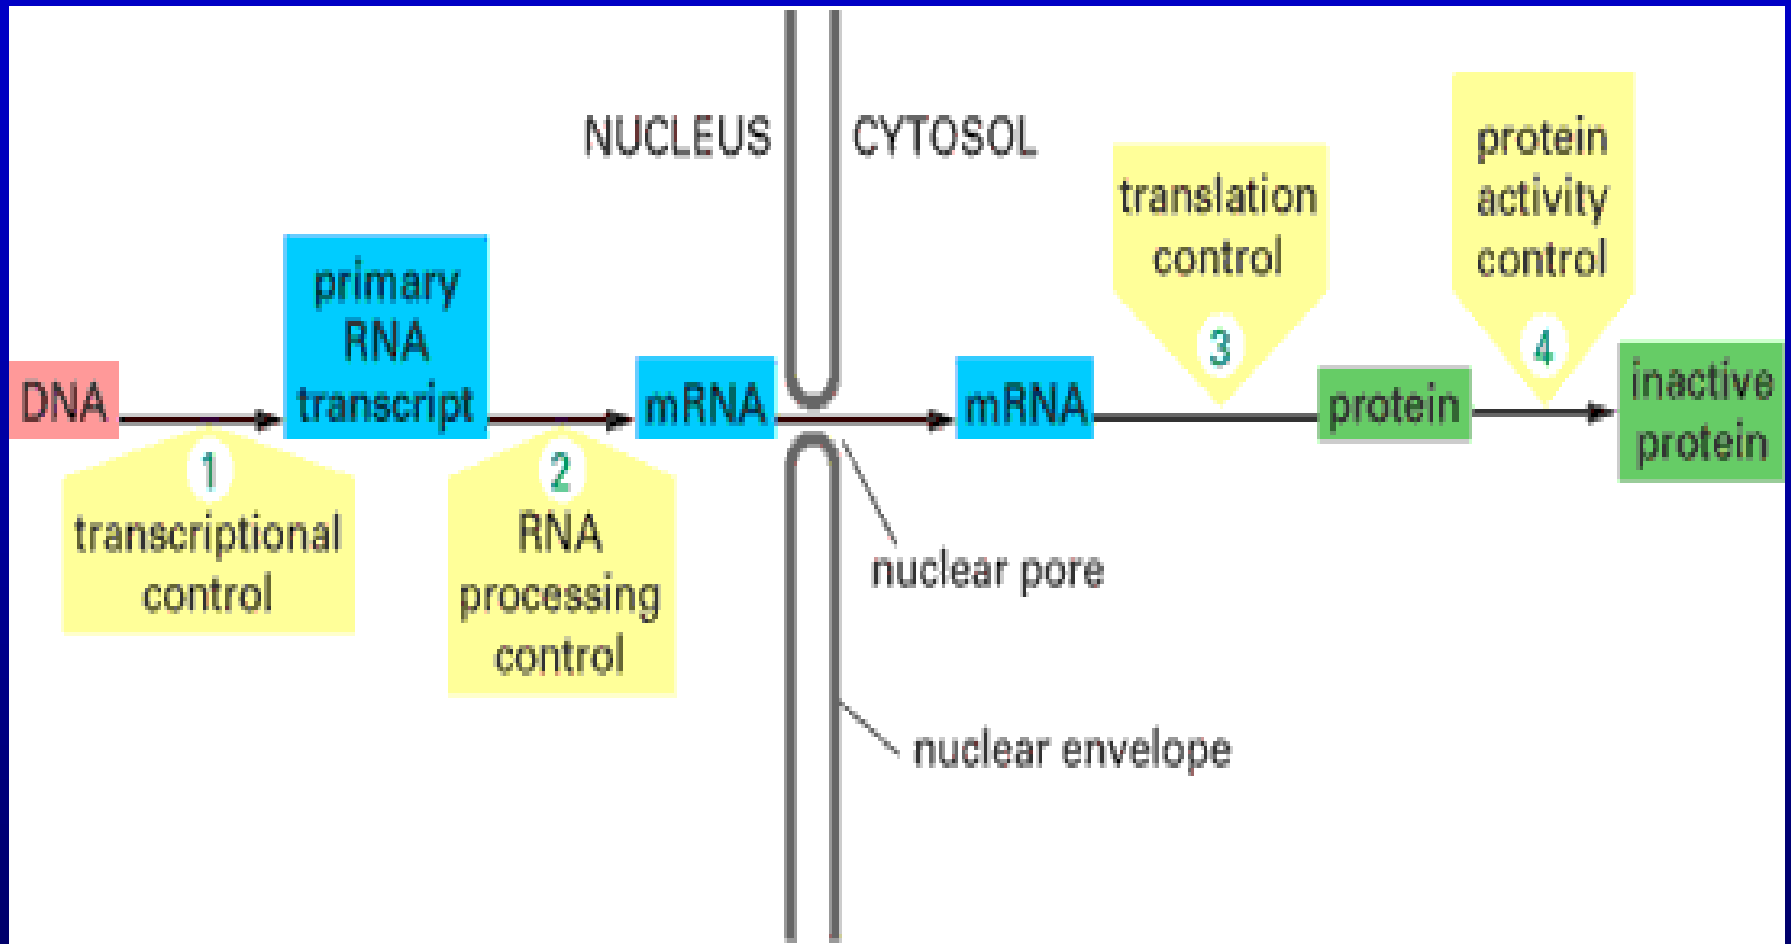 NUCLEUS
CYTOSOL
DNA
primary
RNA
transcript
mRNA
mRNA
protein
inactive
protein
1
transcriptional
control
2
RNA
processing
control
translation
control
3
protein
activity
control
4
nuclear pore
nuclear envelope